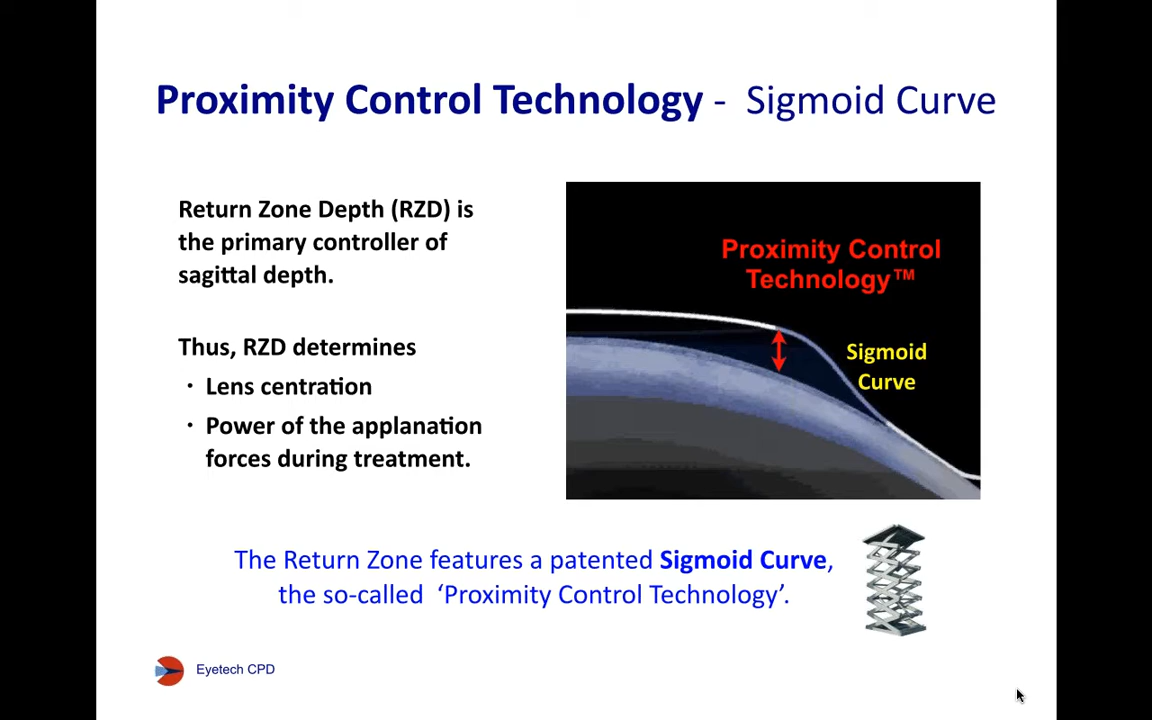 Proximity Control Technology - Sigmoid Curve
Return Zone Depth (RZD) is
the primary controller of
sagittal depth.
Thus, RZD determines
· Lens centration
· Power of the applanation
forces during treatment.
Proximity Control
Technology™
Sigmoid
Curve
The Return Zone features a patented Sigmoid Curve,
the so-called ‘Proximity Control Technology’.
Eyetech CPD